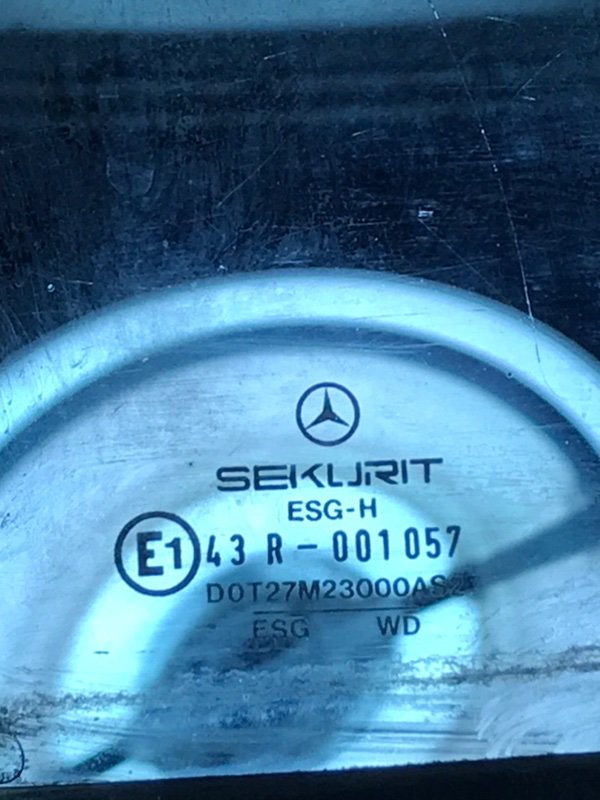 SEKURIT
ESG-H
E1 43 R-001057
DOT27M23000AS2
ESG WD